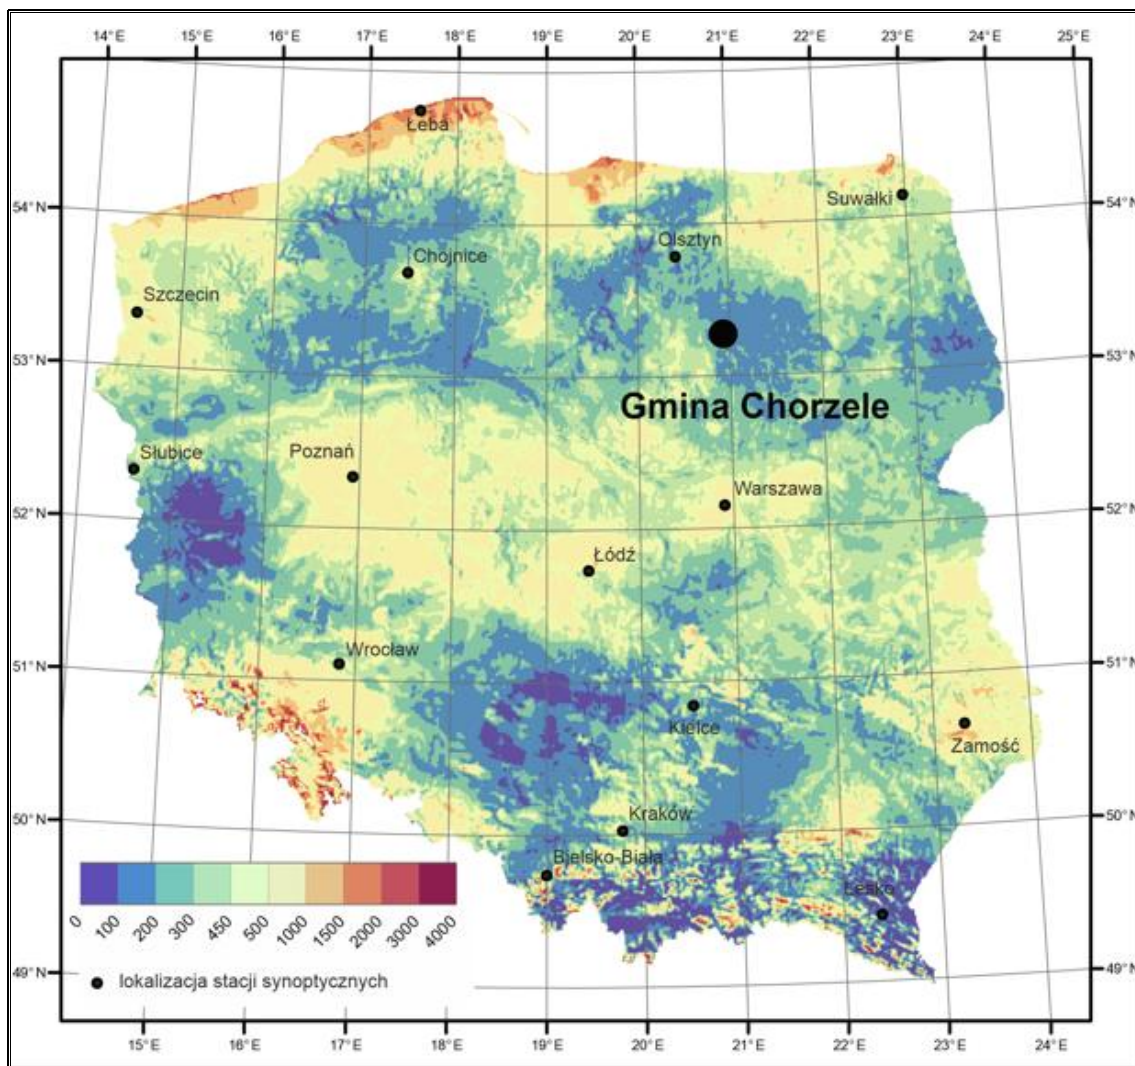 14°E 15°E 16°E 17°E 18°E 19°E 20°E 21°E 22°E 23°E 24°E 25°E
Łeba
54°N Suwałki 54°N
Olsztyn
Chojnice
Szczecin
53°N 53°N
Gmina Chorzele
Słubice Poznań
Warszawa
52°N 52°N
Łódź
Wrocław
51°N 51°N
Kielce
Zamość
50°N Kraków 50°N
Bielsko-Biała
Lesko
0 100 200 300 450 500 1000 1500 2000 3000 4000
49°N lokalizacja stacji synoptycznych 49°N
15°E 16°E 17°E 18°E 19°E 20°E 21°E 22°E 23°E 24°E